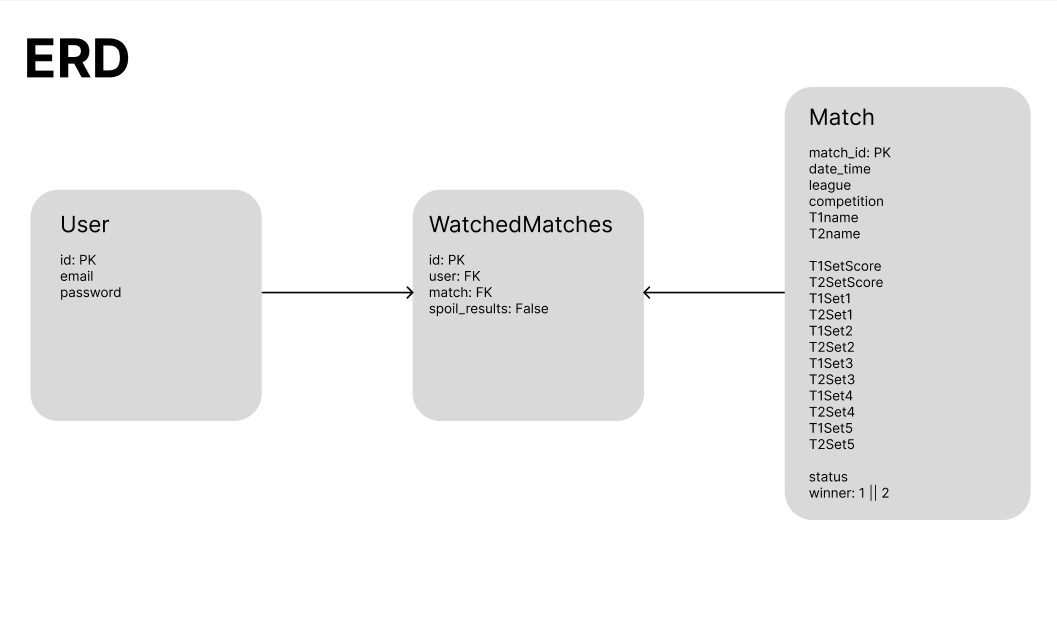 ERD
User
id: PK
email
password
WatchedMatches
id: PK
user: FK
match: FK
spoil_results: False
Match
match_id: PK
date_time
league
competition
T1name
T2name
T1SetScore
T2SetScore
T1Set1
T2Set1
T1Set2
T2Set2
T1Set3
T2Set3
T1Set4
T2Set4
T1Set5
T2Set5
status
winner: 1 || 2